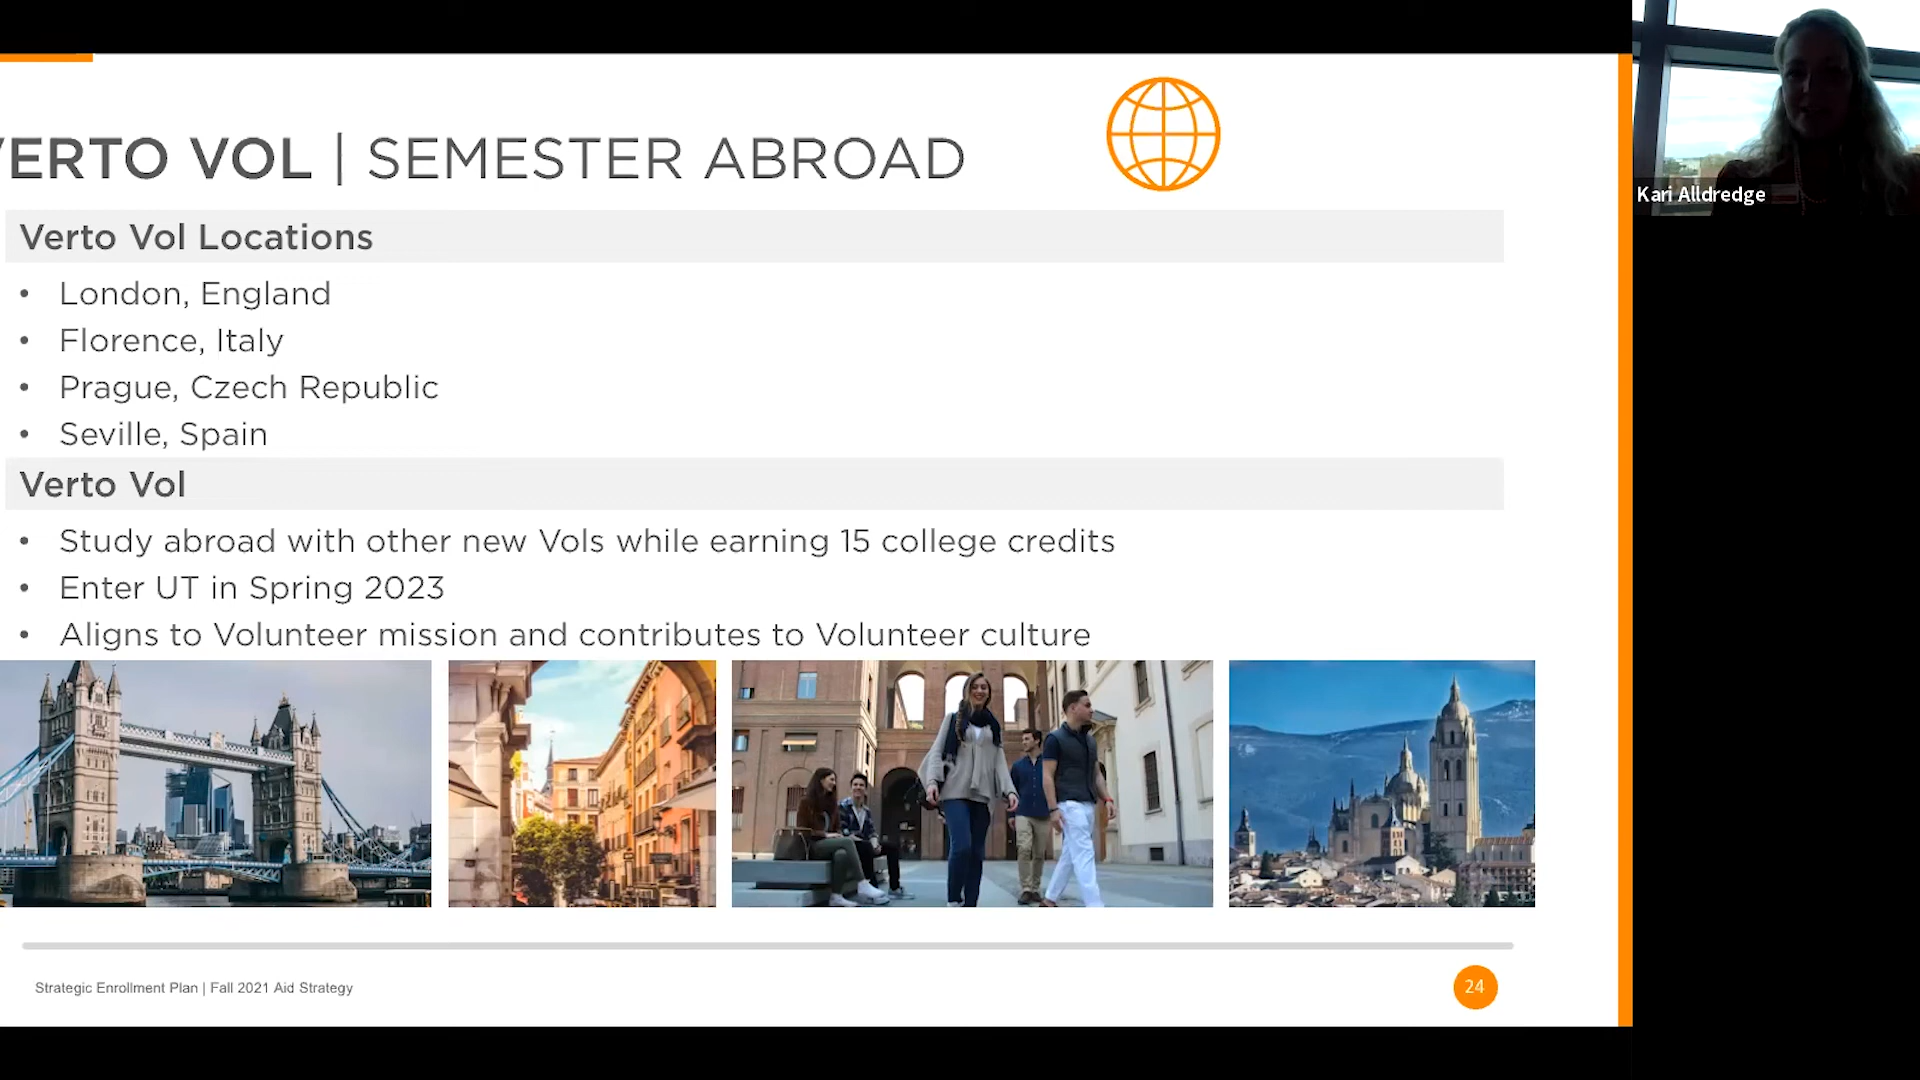 VERTO VOL | SEMESTER ABROAD
Kari Alldredge
Verto Vol Locations
• London, England
• Florence, Italy
• Prague, Czech Republic
• Seville, Spain
Verto Vol
• Study abroad with other new Vols while earning 15 college credits
• Enter UT in Spring 2023
• Aligns to Volunteer mission and contributes to Volunteer culture
Strategic Enrollment Plan | Fall 2021 Aid Strategy
24